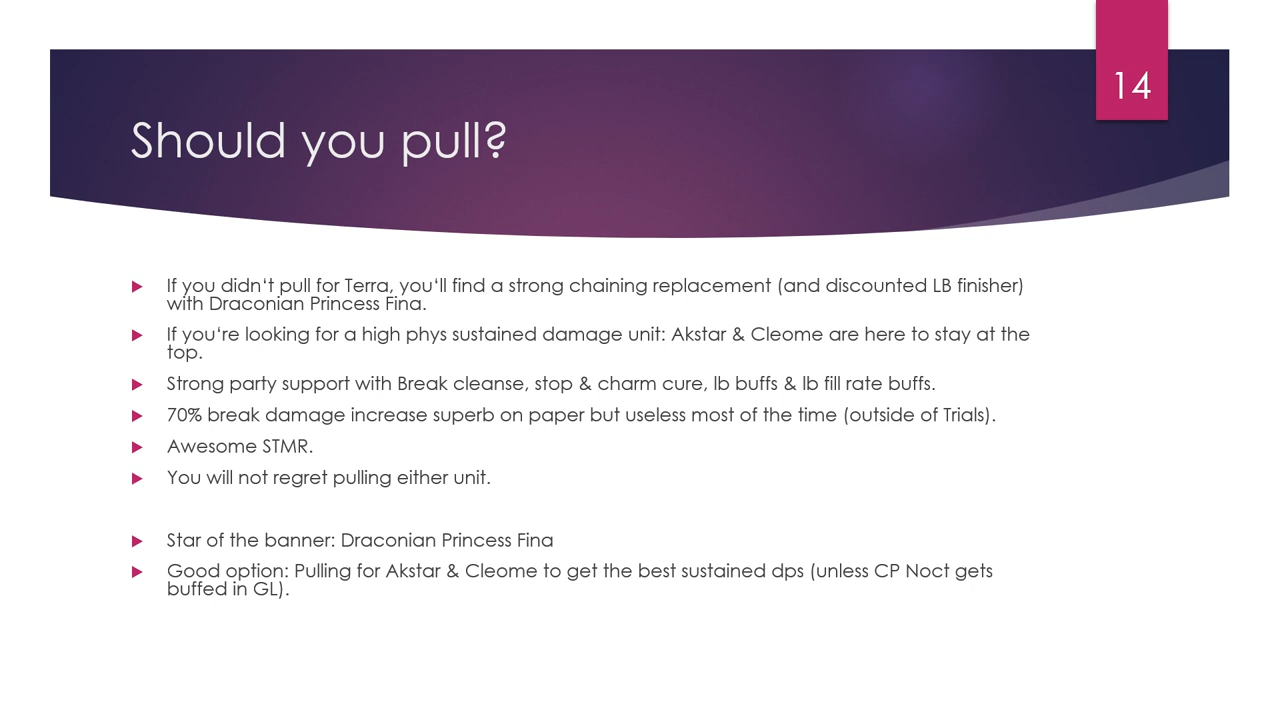 14
Should you pull?
If you didn‘t pull for Terra, you‘ll find a strong chaining replacement (and discounted LB finisher)
with Draconian Princess Fina.
If you‘re looking for a high phys sustained damage unit: Akstar & Cleome are here to stay at the
top.
Strong party support with Break cleanse, stop & charm cure, lb buffs & lb fill rate buffs.
70% break damage increase superb on paper but useless most of the time (outside of Trials).
Awesome STMR.
You will not regret pulling either unit.
Star of the banner: Draconian Princess Fina
Good option: Pulling for Akstar & Cleome to get the best sustained dps (unless CP Noct gets
buffed in GL).